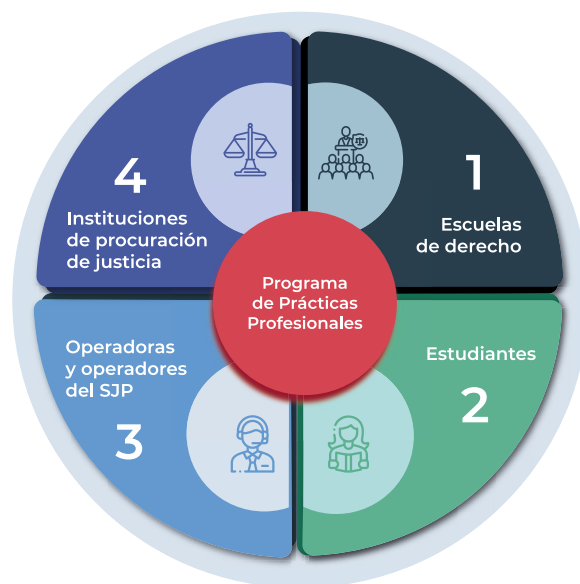 4
Instituciones
de procuración
de justicia
1
Escuelas
de derecho
Programa
de Prácticas
Profesionales
Operadoras
y operadores
del SJP
3
Estudiantes
2